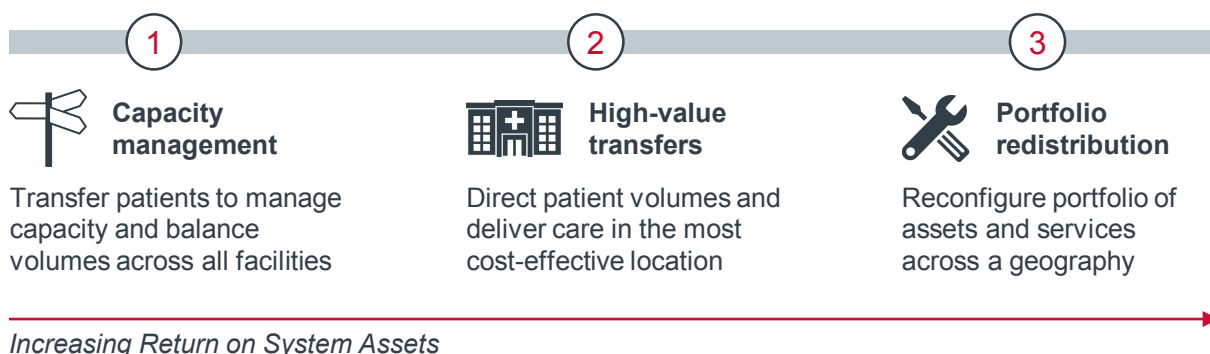 1
2
3
Capacity
management
Transfer patients to manage
capacity and balance
volumes across all facilities
High-value
transfers
Direct patient volumes and
deliver care in the most
cost-effective location
Portfolio
redistribution
Reconfigure portfolio of
assets and services
across a geography
Increasing Return on System Assets